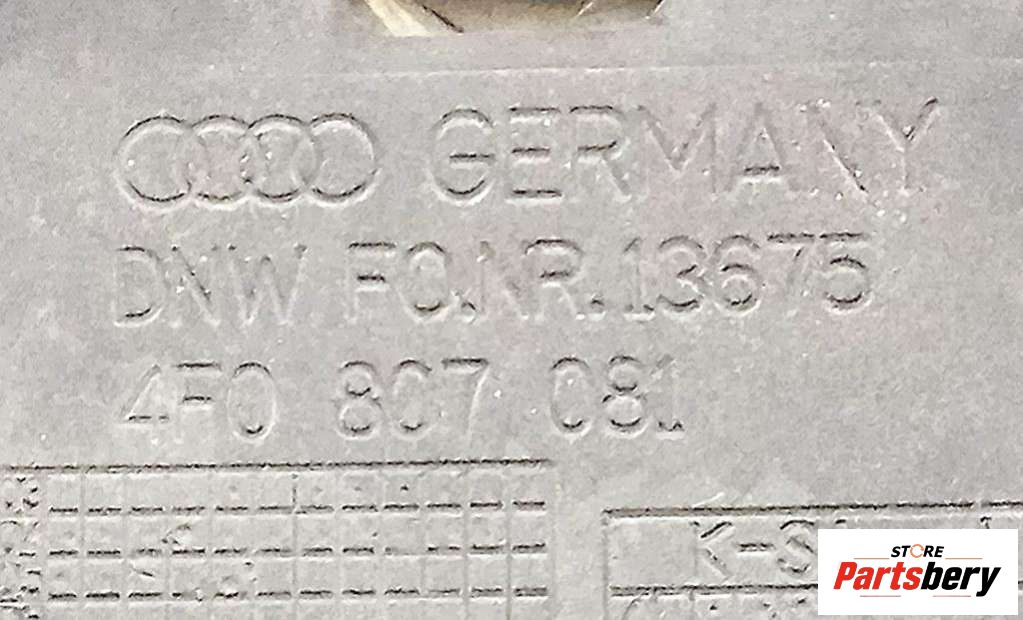 GERMANY
DNW FO.NR.13675
4F0 807 081
STORE
Partsbery